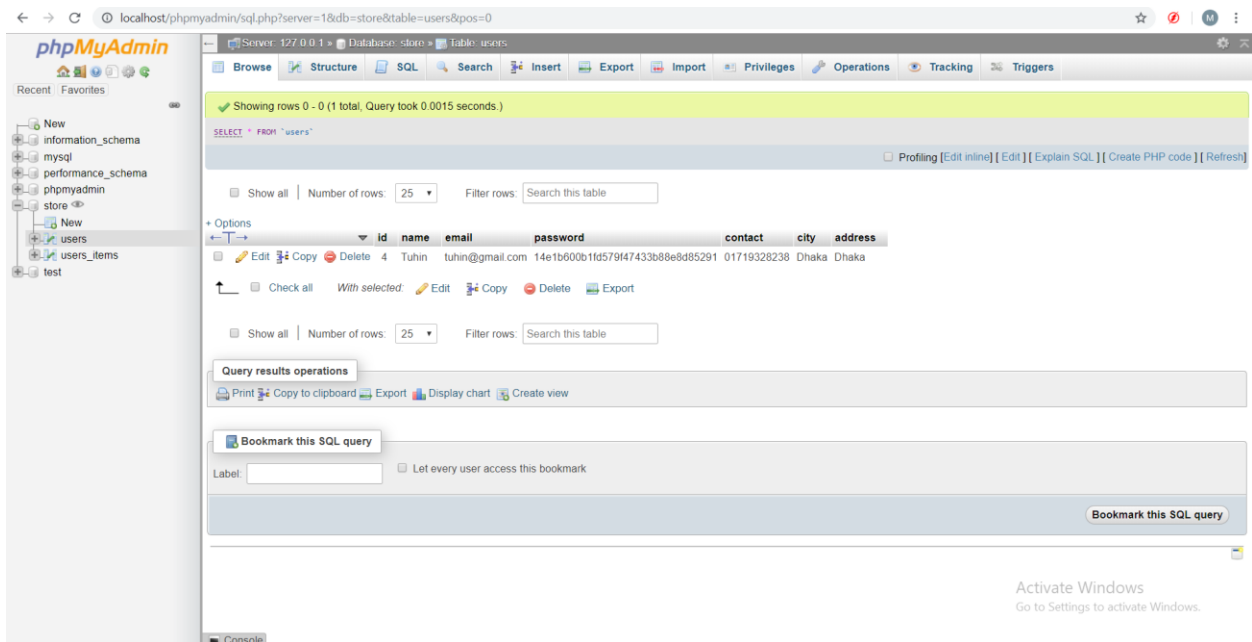 localhost/phpmyadmin/sql.php?server=1&db=store&table=users&pos=0
M
phpMyAdmin
Recent Favorites
New
information_schema
mysql
performance_schema
phpmyadmin
store
New
users
users_items
test
Server: 127.0.0.1 » Database: store » Table: users
Browse Structure SQL Search Insert Export Import Privileges Operations Tracking Triggers
Showing rows 0 - 0 (1 total, Query took 0.0015 seconds.)
SELECT * FROM `users`
Profiling [Edit inline] [ Edit ] [ Explain SQL ] [ Create PHP code ] [ Refresh]
Show all | Number of rows: 25 Filter rows: Search this table
+ Options
←T→ id name email password contact city address
Edit Copy Delete 4 Tuhin tuhin@gmail.com 14e1b600b1fd579f47433b88e8d85291 01719328238 Dhaka Dhaka
Check all With selected: Edit Copy Delete Export
Show all | Number of rows: 25 Filter rows: Search this table
Query results operations
Print Copy to clipboard Export Display chart Create view
Bookmark this SQL query
Label: Let every user access this bookmark
Bookmark this SQL query
Activate Windows
Go to Settings to activate Windows.
Console